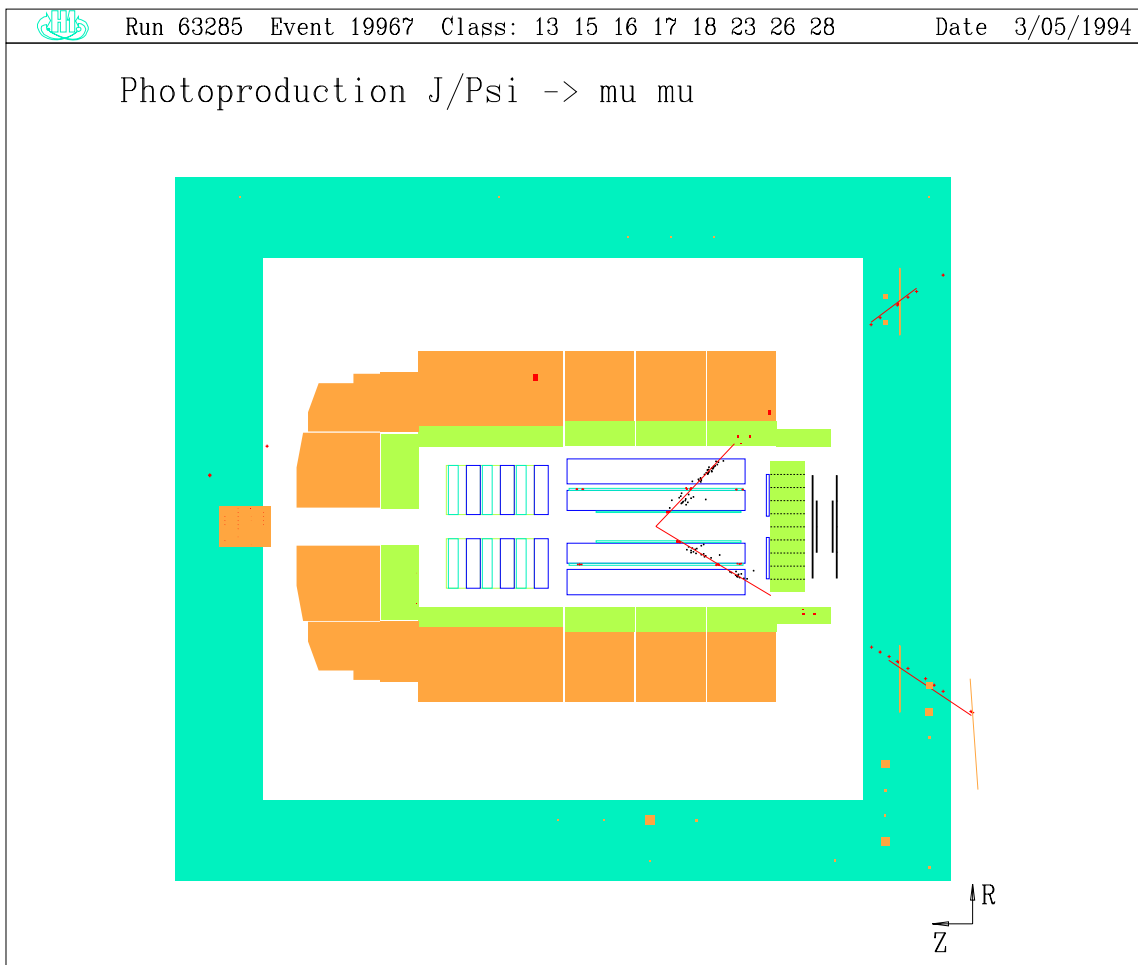 H1 Run 63285 Event 19967 Class: 13 15 16 17 18 23 26 28 Date 3/05/1994
Photoproduction J/Psi -> mu mu
R
Z